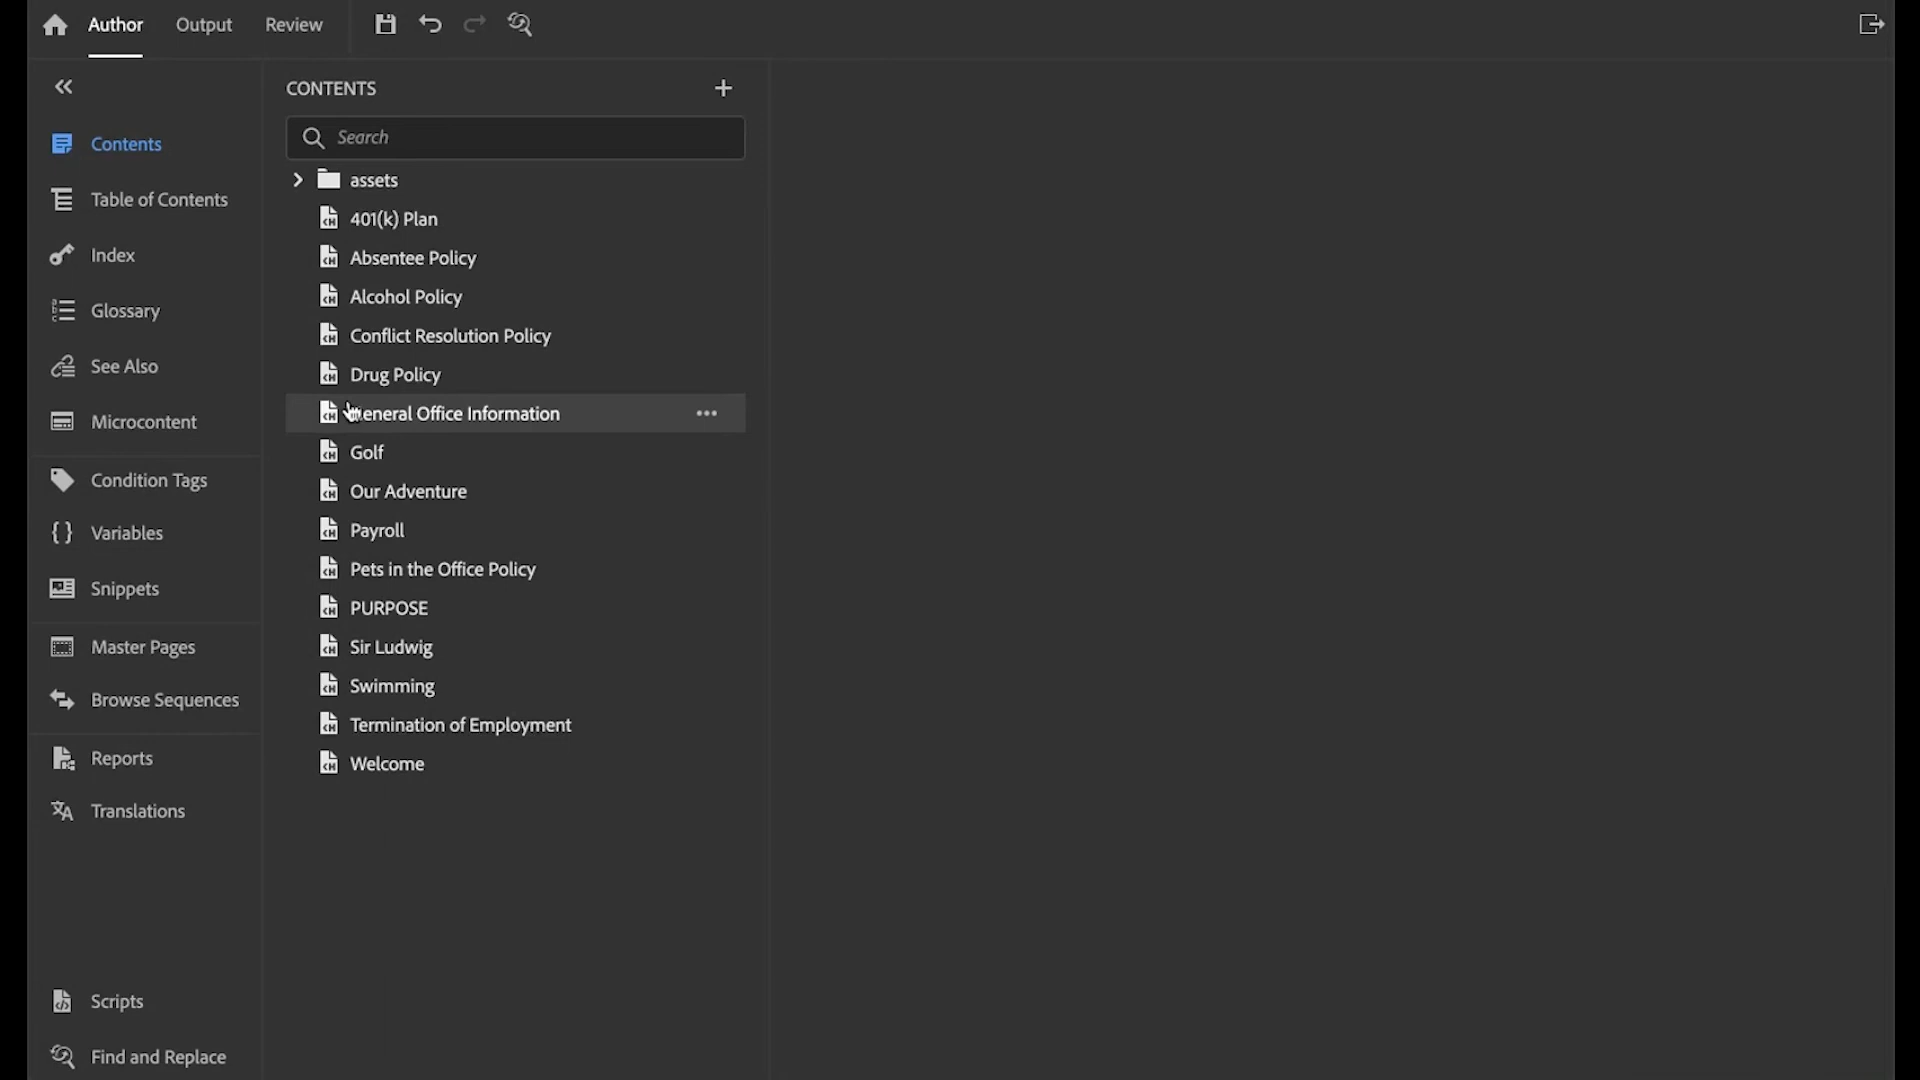 Author Output Review
CONTENTS
Search
Contents
Table of Contents
Index
Glossary
See Also
Microcontent
Condition Tags
Variables
Snippets
Master Pages
Browse Sequences
Reports
Translations
Scripts
Find and Replace
assets
401(k) Plan
Absentee Policy
Alcohol Policy
Conflict Resolution Policy
Drug Policy
eneral Office Information
Golf
Our Adventure
Payroll
Pets in the Office Policy
PURPOSE
Sir Ludwig
Swimming
Termination of Employment
Welcome